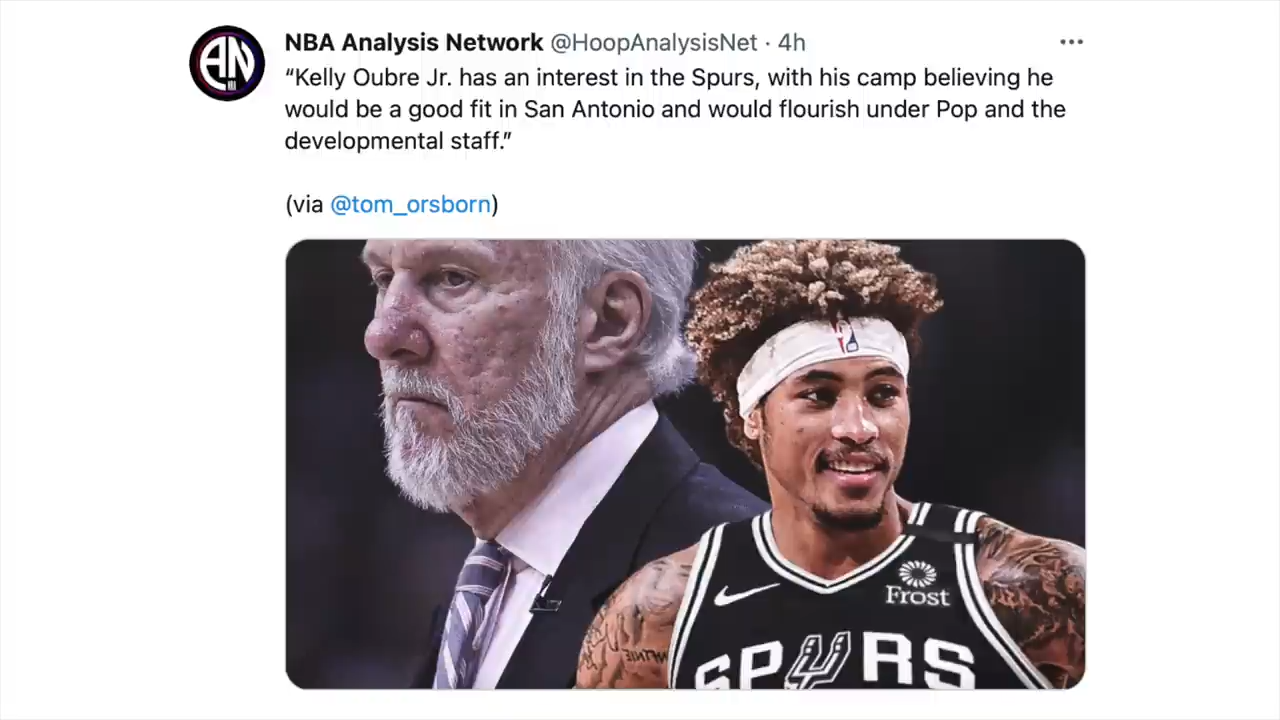 AN
NBA Analysis Network @HoopAnalysisNet · 4h
“Kelly Oubre Jr. has an interest in the Spurs, with his camp believing he
would be a good fit in San Antonio and would flourish under Pop and the
developmental staff.”
(via @tom_orsborn)
Frost
SPURS